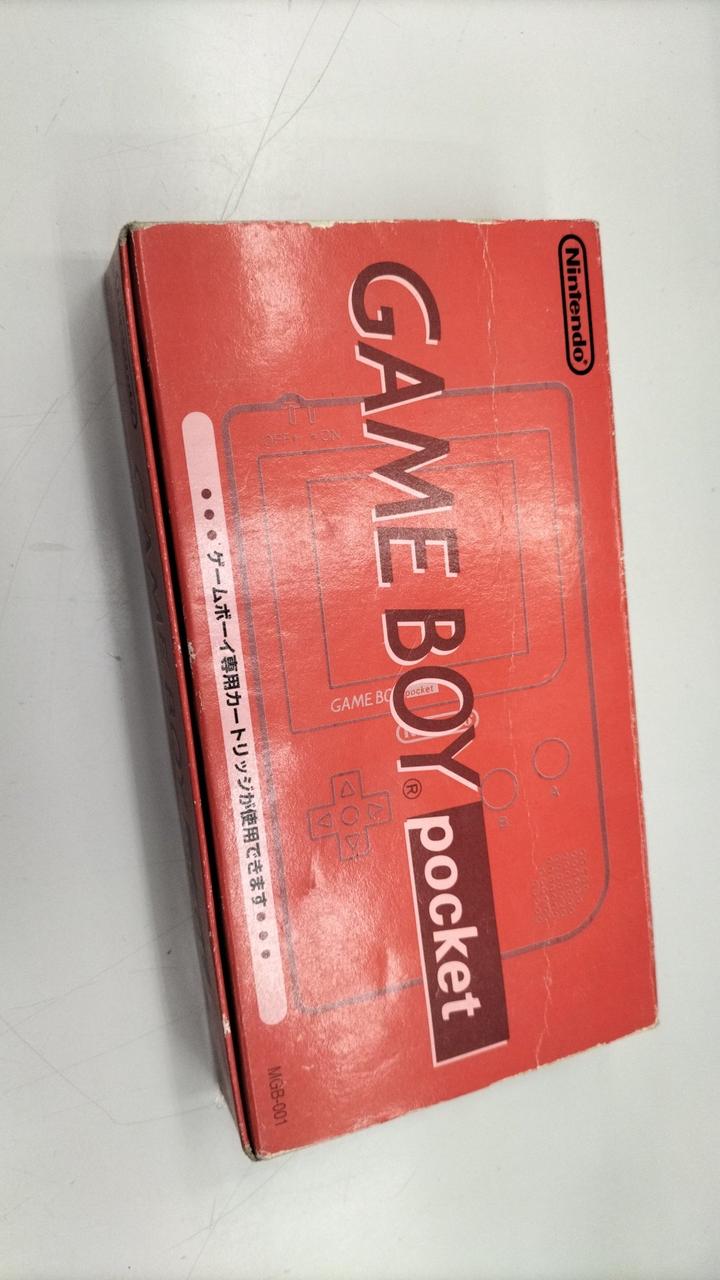 Nintendo®
GAME BOY® pocket
OFF ON
GAME BOY pocket
A
B
•••ゲームボーイ専用カートリッジが使用できます•••
MGB-001